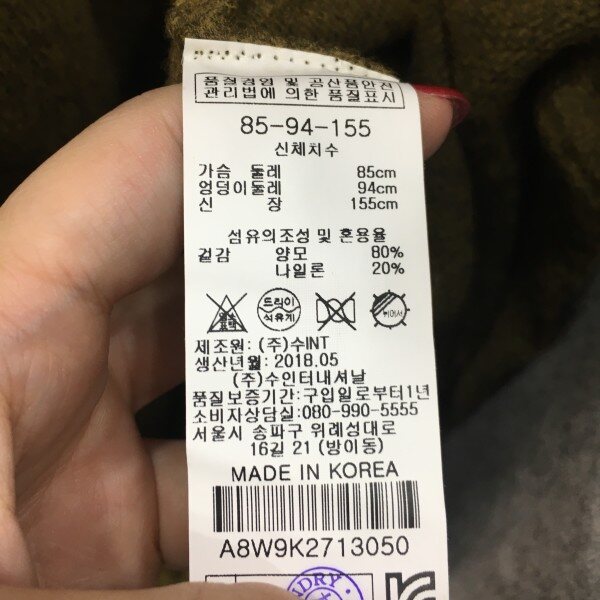 품질경영 및 공산품안전
관리법에 의한 품질표시
85-94-155
신체치수
가슴 둘레 85cm
엉덩이둘레 94cm
신 장 155cm
섬유의조성 및 혼용율
겉감 양모 80%
나일론 20%
드라이
석유계
뉘어서
제조원: (주)수INT
생산년월: 2018.05
(주)수인터내셔날
품질보증기간:구입일로부터1년
소비자상담실:080-990-5555
서울시 송파구 위례성대로
16길 21 (방이동)
MADE IN KOREA
A8W9K2713050